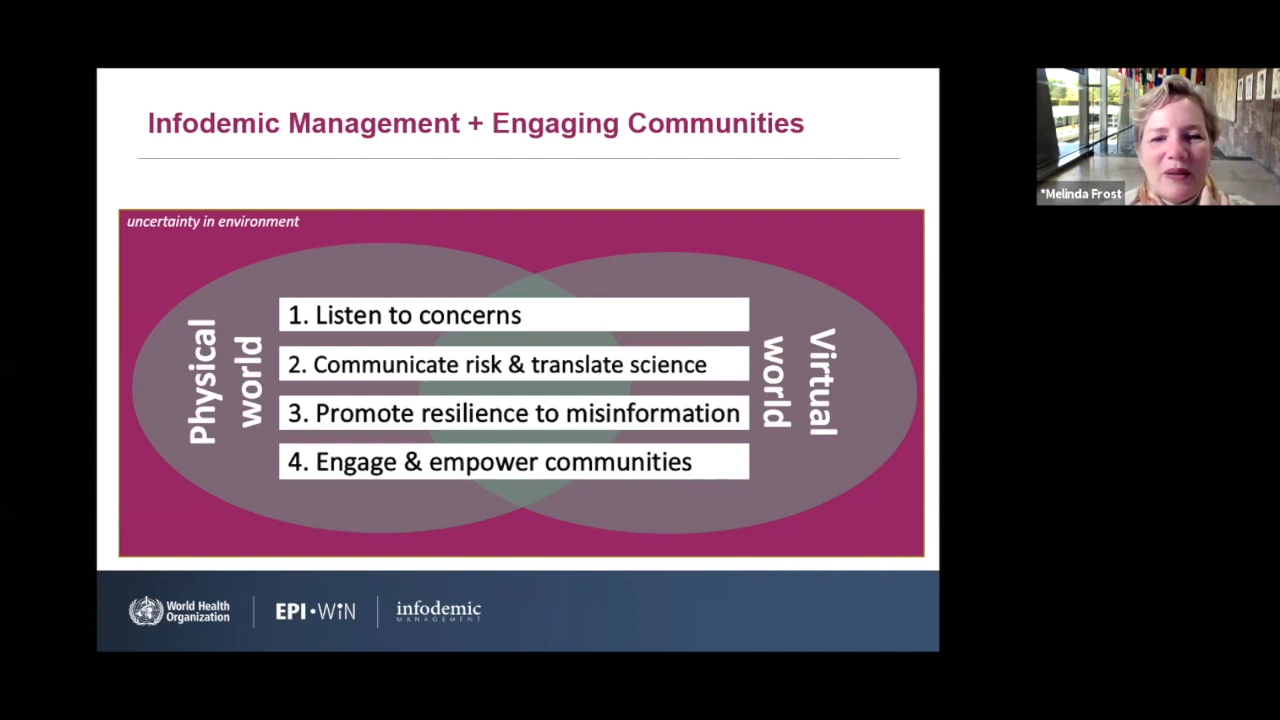 Infodemic Management + Engaging Communities
*Melinda Frost
uncertainty in environment
Physical
world
1. Listen to concerns
2. Communicate risk & translate science
3. Promote resilience to misinformation
4. Engage & empower communities
Virtual
world
World Health
Organization
EPI·WiN
infodemic
MANAGEMENT